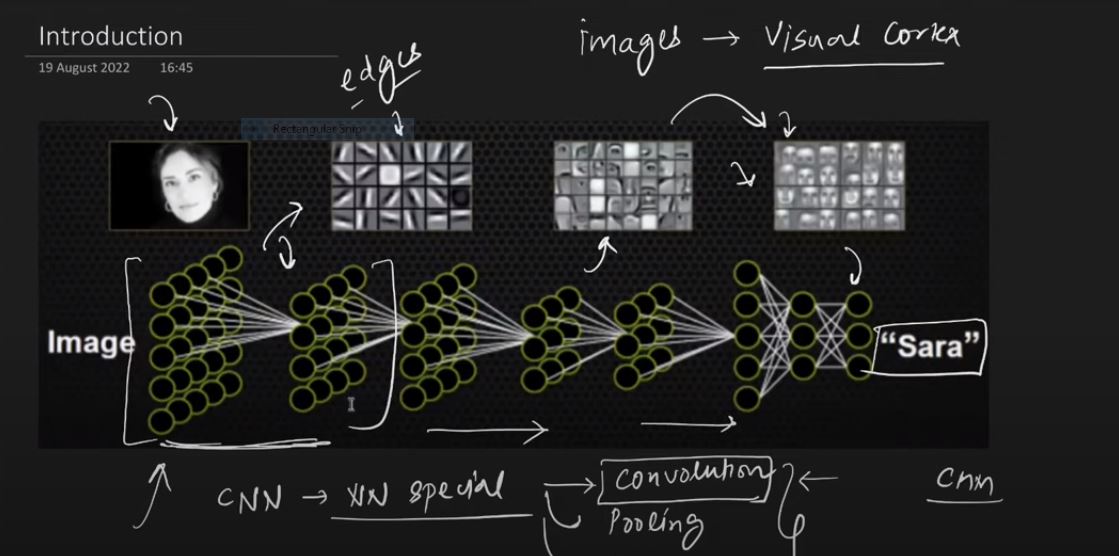 Introduction
19 August 2022 16:45
images → Visual Cortex
edges
Rectangular Snip
Image
“Sara”
CNN → NN special → Convolution
Pooling
Cnn